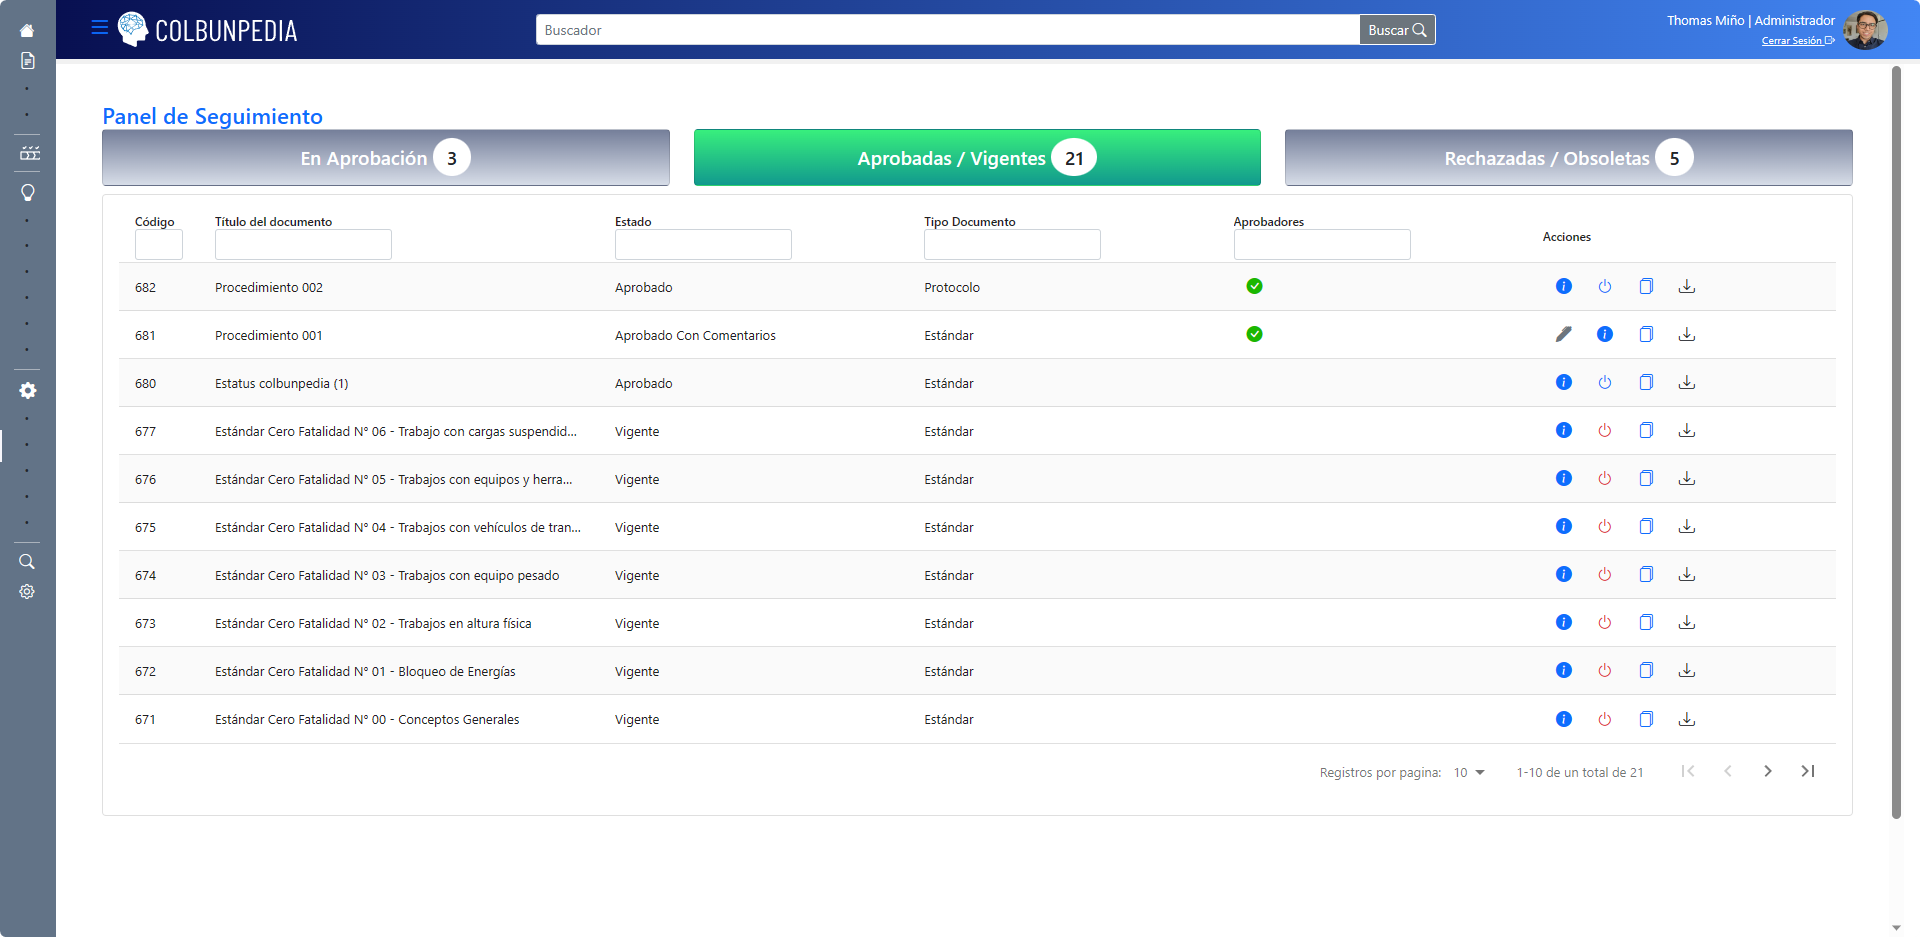 COLBUNPEDIA
Buscador
Buscar
Thomas Miño | Administrador
Cerrar Sesión
Panel de Seguimiento
En Aprobación 3
Aprobadas / Vigentes 21
Rechazadas / Obsoletas 5
Código Título del documento Estado Tipo Documento Aprobadores Acciones
682 Procedimiento 002 Aprobado Protocolo
681 Procedimiento 001 Aprobado Con Comentarios Estándar
680 Estatus colbunpedia (1) Aprobado Estándar
677 Estándar Cero Fatalidad N° 06 - Trabajo con cargas suspendid... Vigente Estándar
676 Estándar Cero Fatalidad N° 05 - Trabajos con equipos y herra... Vigente Estándar
675 Estándar Cero Fatalidad N° 04 - Trabajos con vehículos de tran... Vigente Estándar
674 Estándar Cero Fatalidad N° 03 - Trabajos con equipo pesado Vigente Estándar
673 Estándar Cero Fatalidad N° 02 - Trabajos en altura física Vigente Estándar
672 Estándar Cero Fatalidad N° 01 - Bloqueo de Energías Vigente Estándar
671 Estándar Cero Fatalidad N° 00 - Conceptos Generales Vigente Estándar
Registros por pagina: 10 1-10 de un total de 21